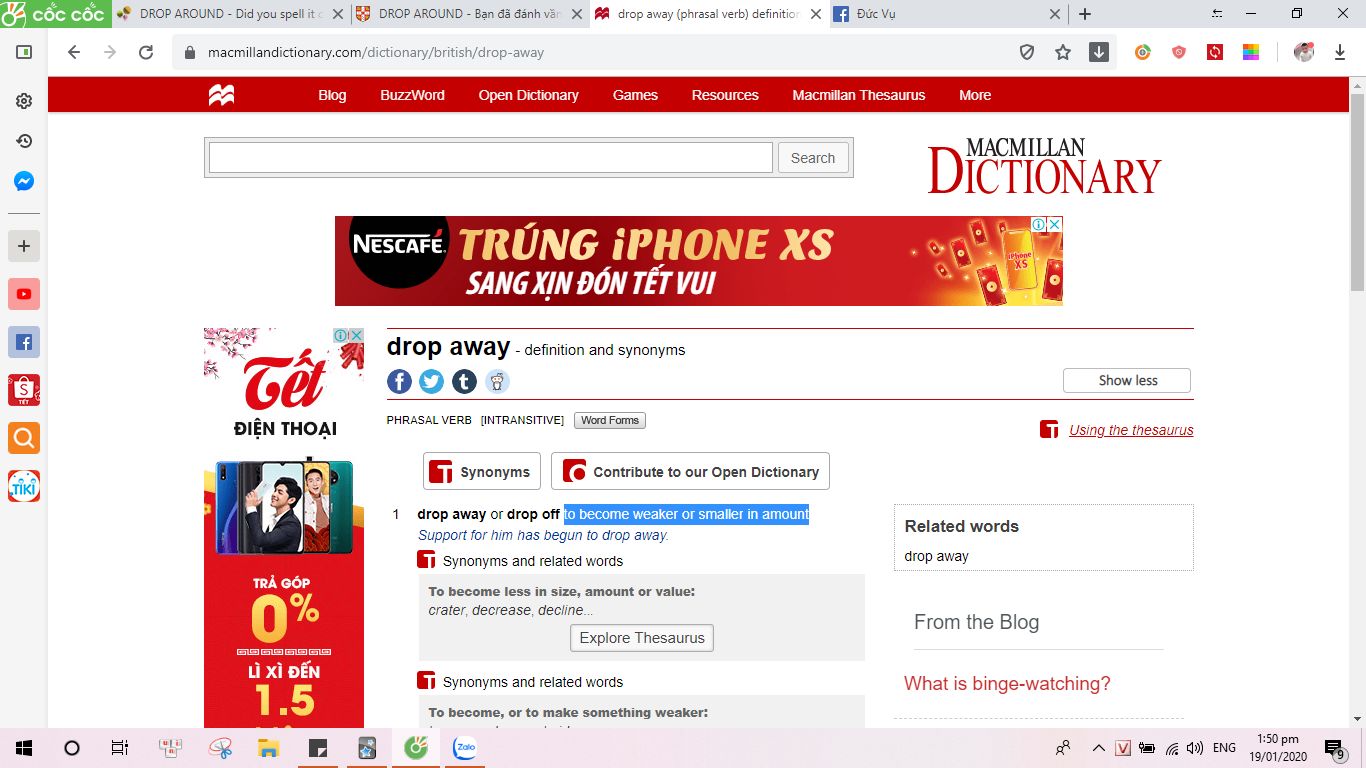 cốc cốc
DROP AROUND - Did you spell it c
DROP AROUND - Bạn đã đánh vần
drop away (phrasal verb) definition
Đức Vụ
macmillandictionary.com/dictionary/british/drop-away
Blog BuzzWord Open Dictionary Games Resources Macmillan Thesaurus More
Search
MACMILLAN
DICTIONARY
NESCAFÉ
TRÚNG iPHONE XS
SANG XỊN ĐÓN TẾT VUI
iPhone
XS
Tết
ĐIỆN THOẠI
TRẢ GÓP
0%
LÌ XÌ ĐẾN
1.5
drop away - definition and synonyms
Show less
PHRASAL VERB [INTRANSITIVE] Word Forms
Using the thesaurus
Synonyms
Contribute to our Open Dictionary
1 drop away or drop off to become weaker or smaller in amount
Support for him has begun to drop away.
Synonyms and related words
To become less in size, amount or value:
crater, decrease, decline...
Explore Thesaurus
Synonyms and related words
To become, or to make something weaker:
Related words
drop away
From the Blog
What is binge-watching?
TẾT
TIKI
Zalo
ENG
1:50 pm
19/01/2020
9